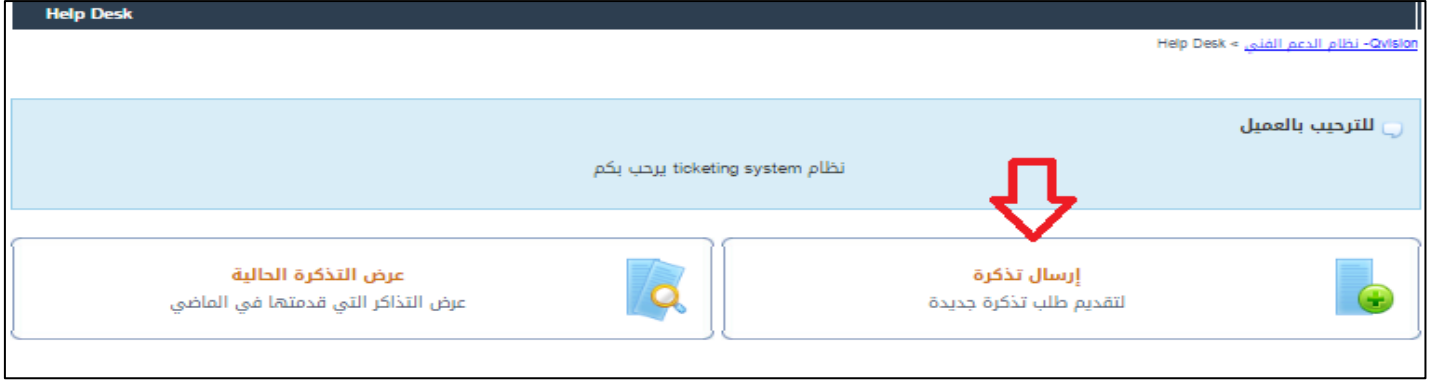 Help Desk
Qvision- نظام الدعم الفني > Help Desk
للترحيب بالعميل
نظام ticketing system يرحب بكم
إرسال تذكرة
لتقديم طلب تذكرة جديدة
عرض التذكرة الحالية
عرض التذاكر التي قدمتها في الماضي